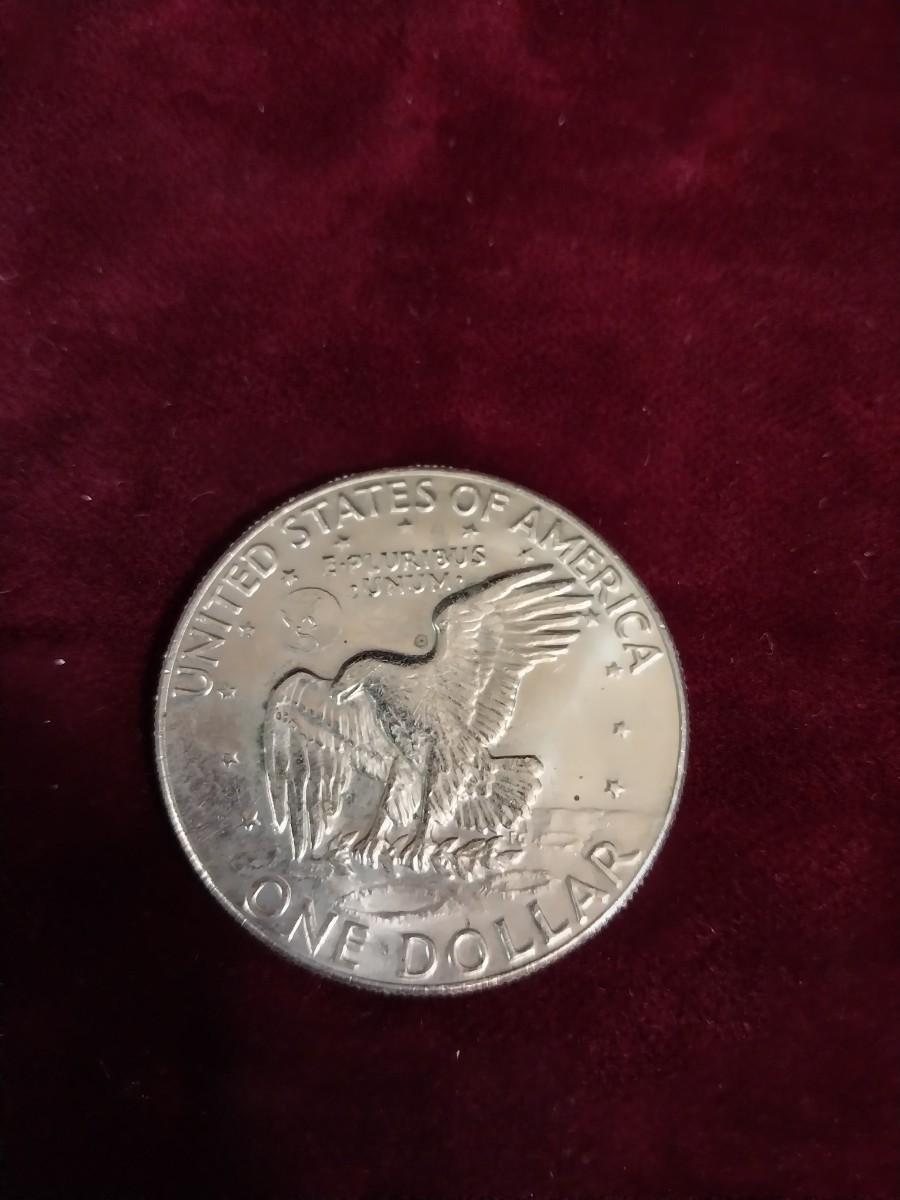 UNITED STATES OF AMERICA
E·PLURIBUS
·UNUM·
ONE DOLLAR